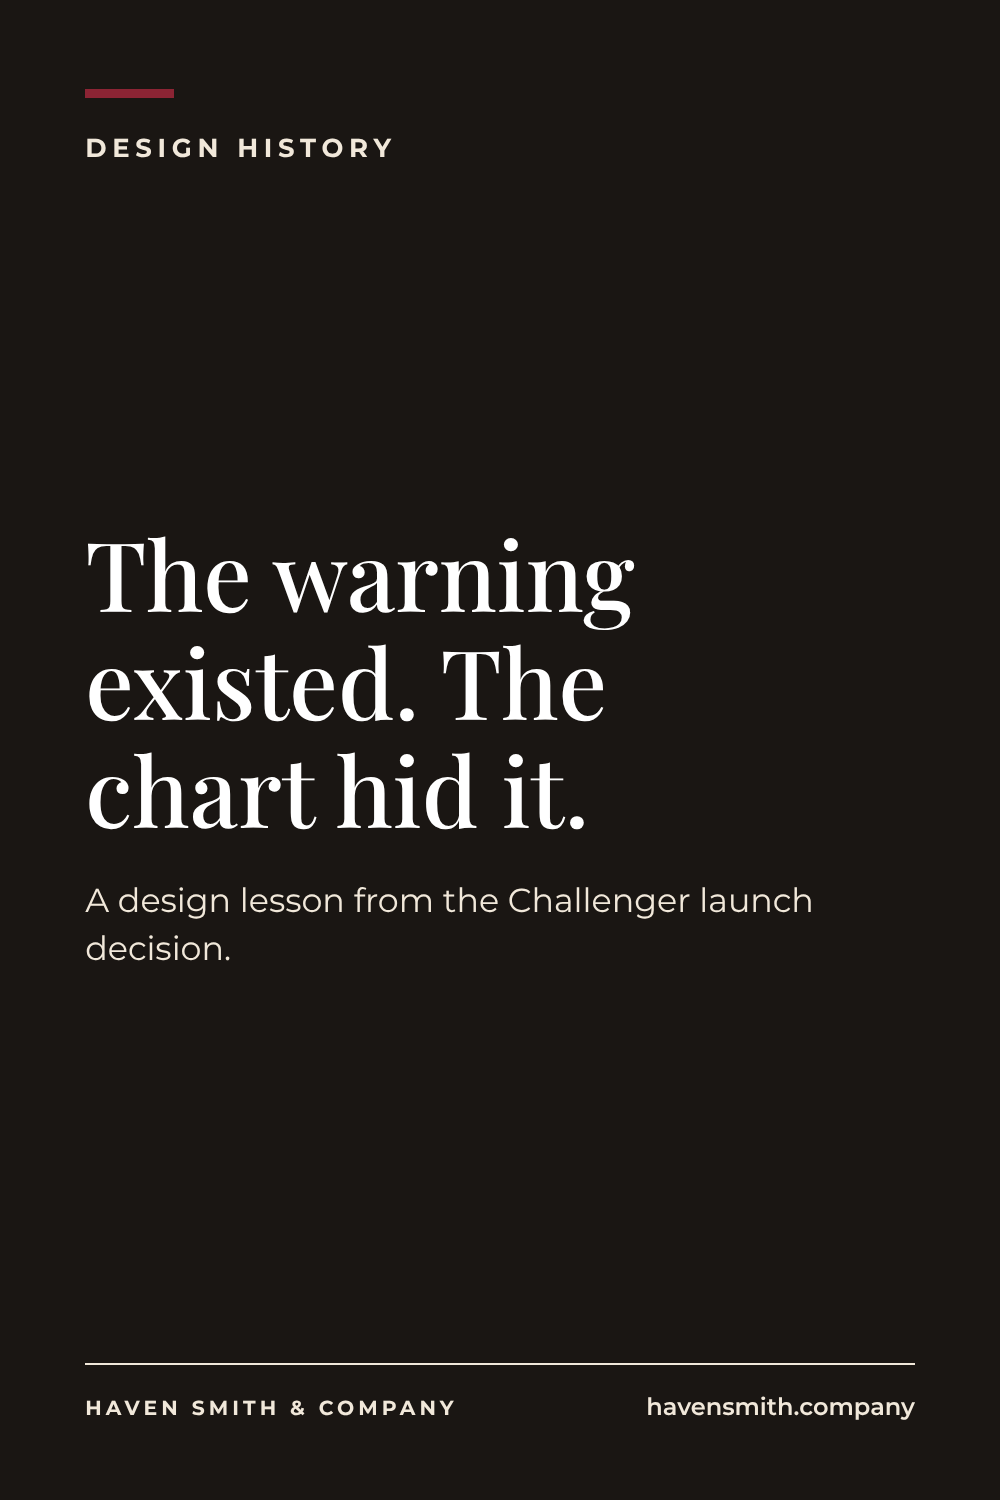 DESIGN HISTORY
The warning
existed. The
chart hid it.
A design lesson from the Challenger launch
decision.
HAVEN SMITH & COMPANY
havensmith.company